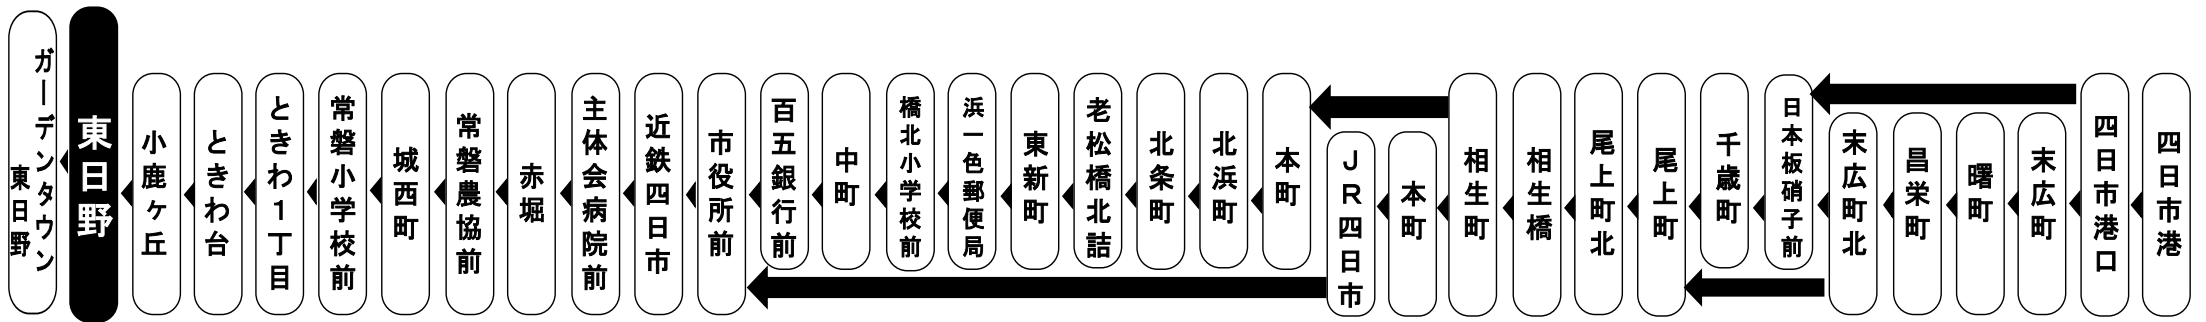 ガーデンタウン
東日野
東日野
小鹿ヶ丘
ときわ台
ときわ１丁目
常磐小学校前
城西町
常磐農協前
赤堀
主体会病院前
近鉄四日市
市役所前
百五銀行前
中町
橋北小学校前
浜一色郵便局
東新町
老松橋北詰
北条町
北浜町
本町
ＪＲ四日市
本町
相生町
相生橋
尾上町北
尾上町
千歳町
日本板硝子前
末広町北
昌栄町
曙町
末広町
四日市港口
四日市港